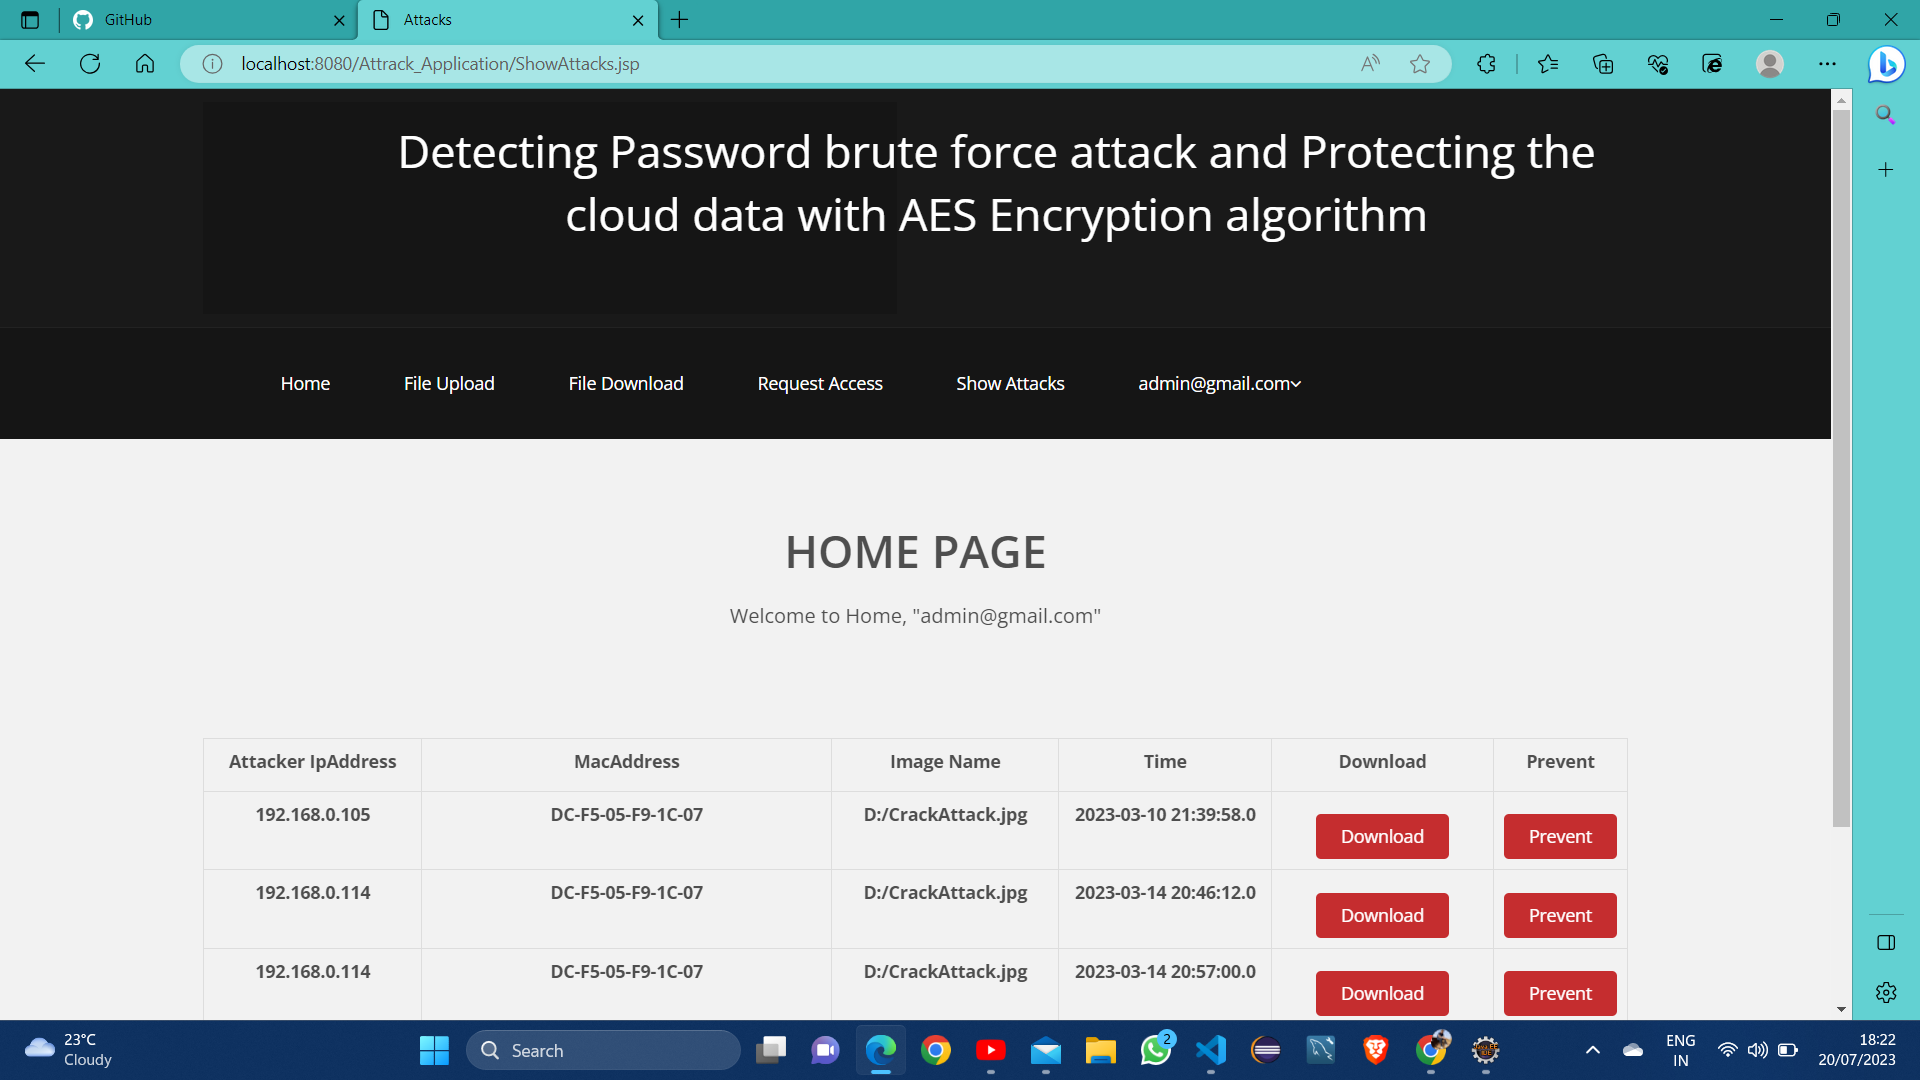 GitHub
Attacks
localhost:8080/Attrack_Application/ShowAttacks.jsp
Detecting Password brute force attack and Protecting the
cloud data with AES Encryption algorithm
Home File Upload File Download Request Access Show Attacks admin@gmail.com
HOME PAGE
Welcome to Home, "admin@gmail.com"
Attacker IpAddress MacAddress Image Name Time Download Prevent
192.168.0.105 DC-F5-05-F9-1C-07 D:/CrackAttack.jpg 2023-03-10 21:39:58.0 Download Prevent
192.168.0.114 DC-F5-05-F9-1C-07 D:/CrackAttack.jpg 2023-03-14 20:46:12.0 Download Prevent
192.168.0.114 DC-F5-05-F9-1C-07 D:/CrackAttack.jpg 2023-03-14 20:57:00.0 Download Prevent
23°C
Cloudy
Search
2
ENG
IN
18:22
20/07/2023